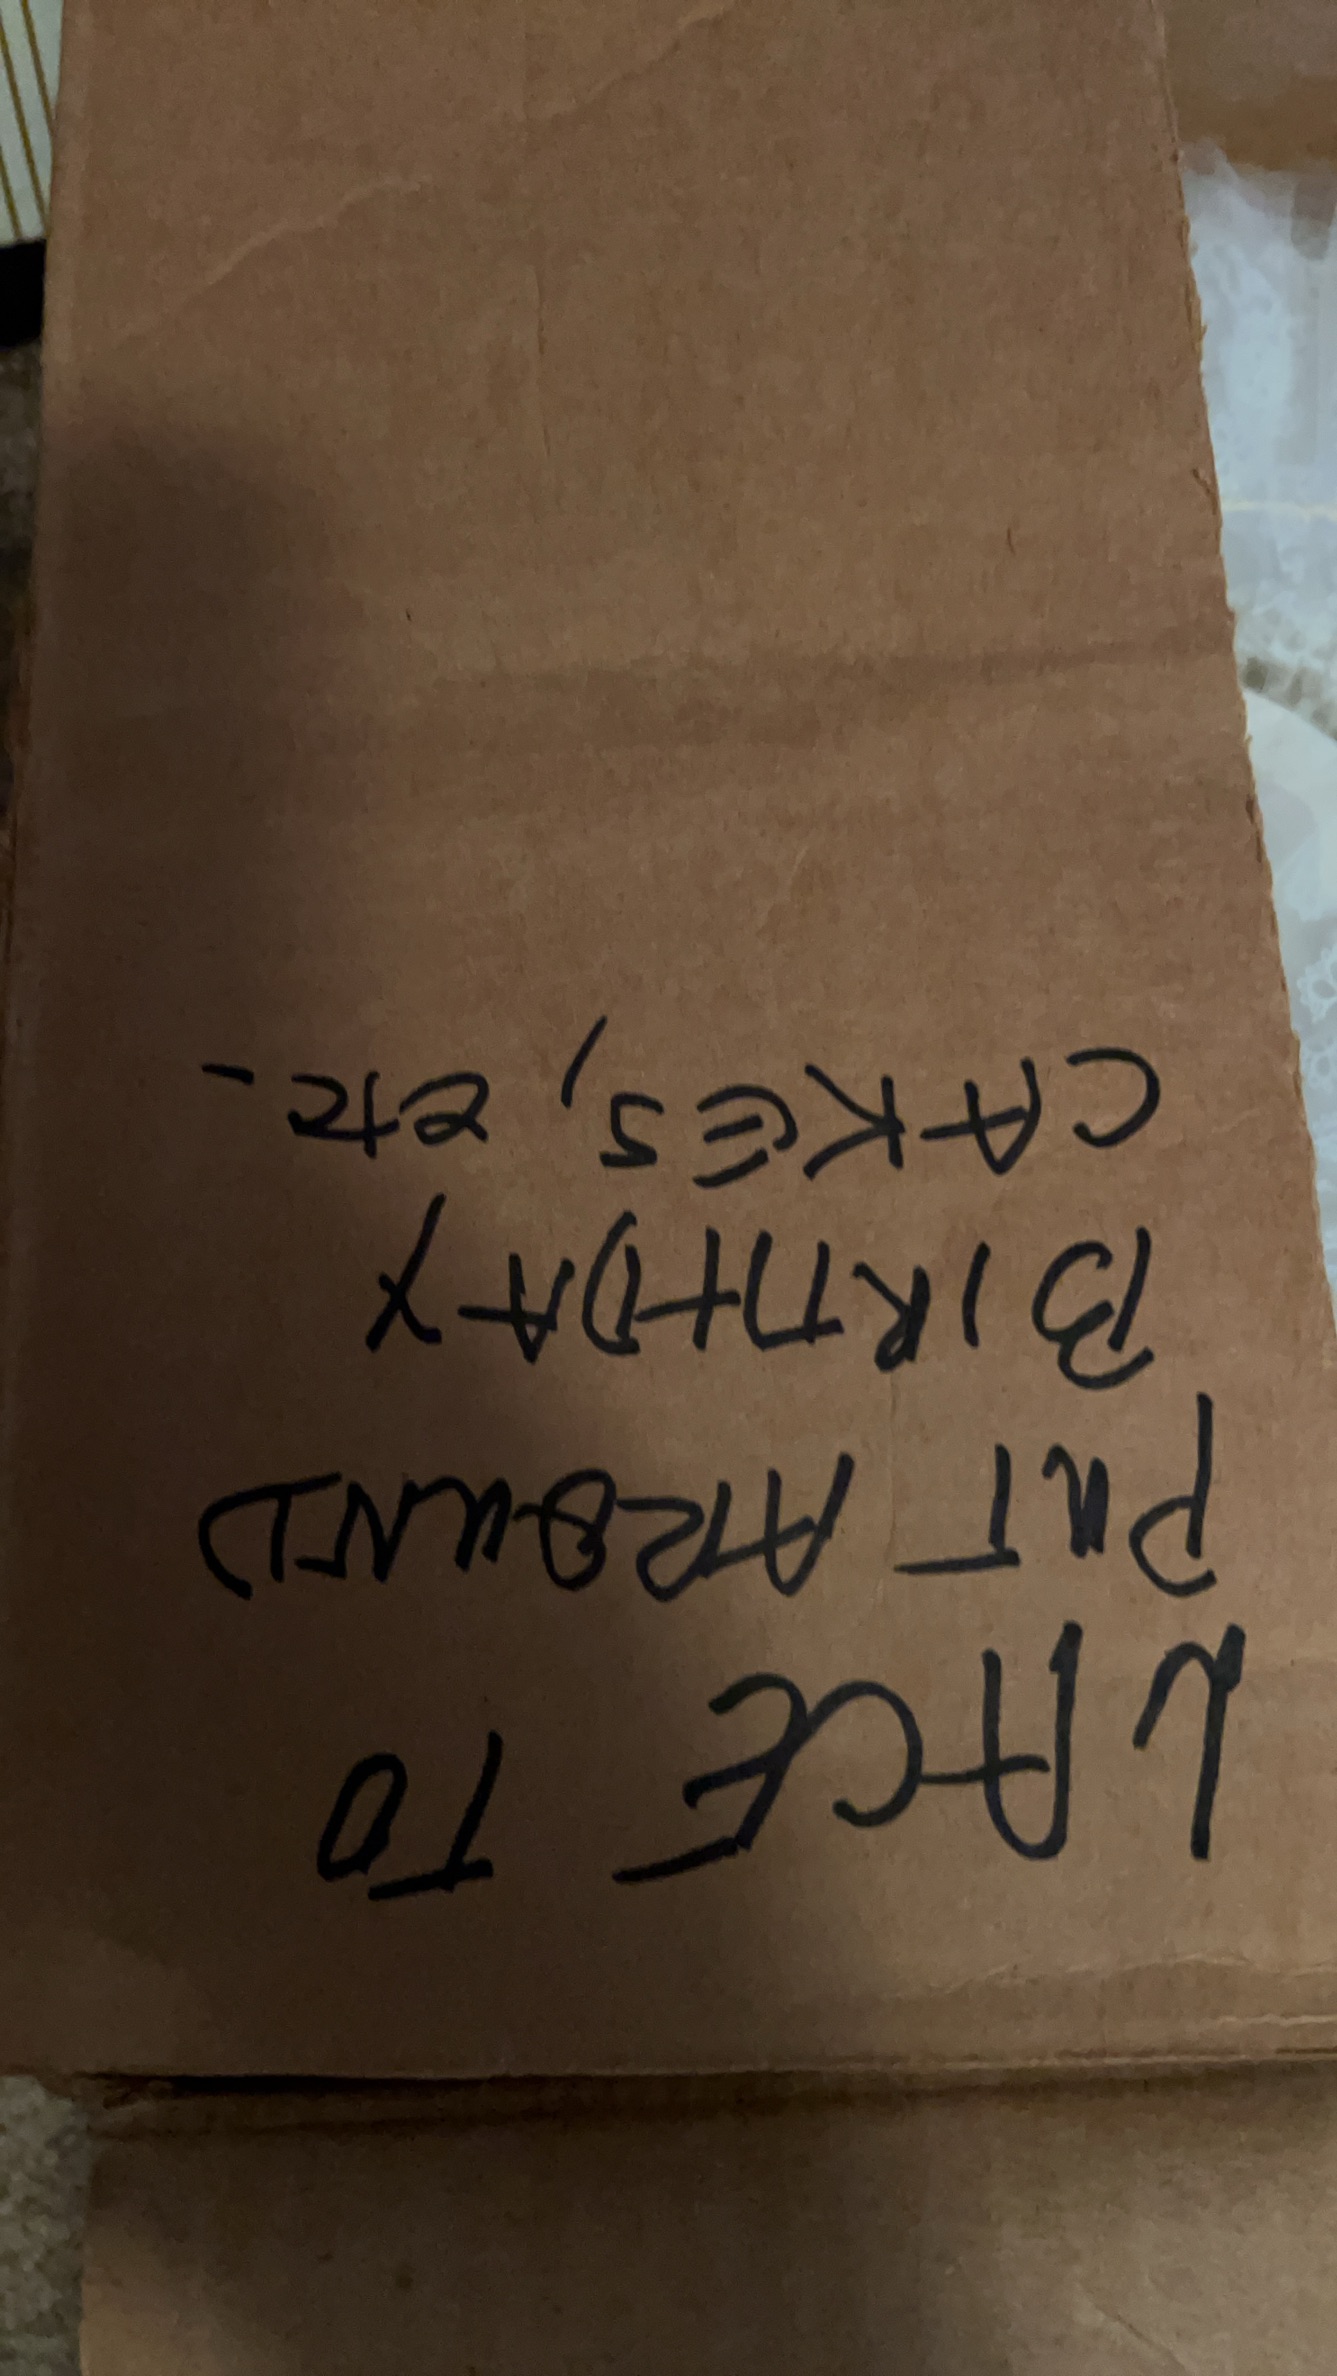 LACE TO
PUT AROUND
BIRTHDAY
CAKES, etc.